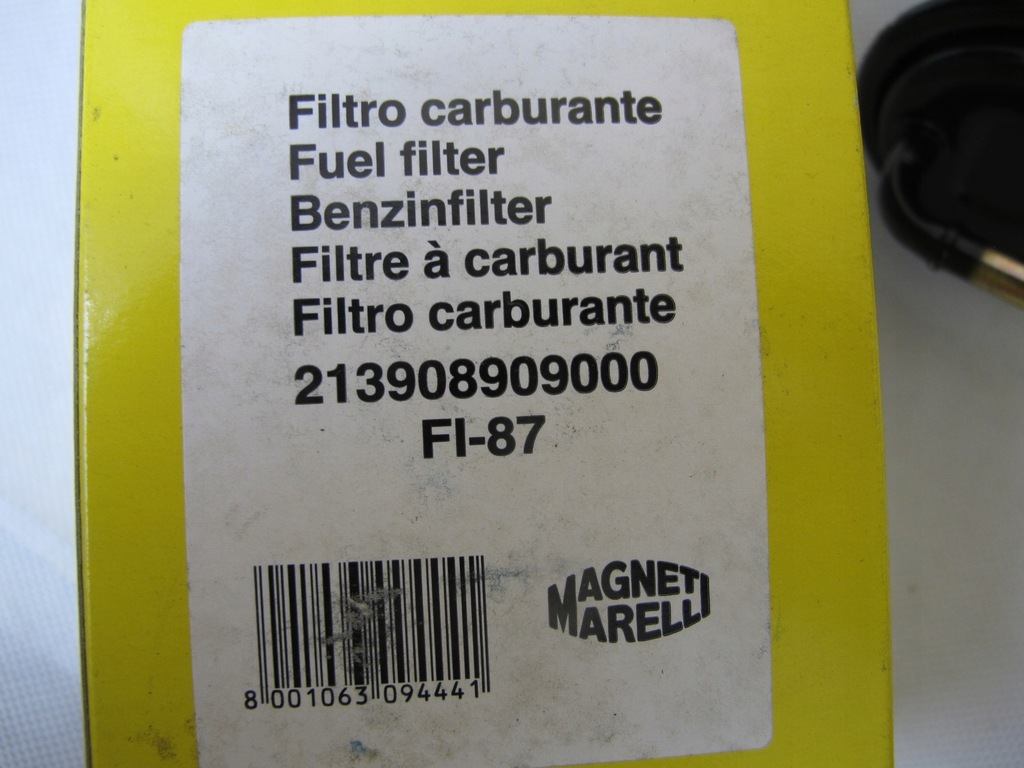 Filtro carburante
Fuel filter
Benzinfilter
Filtre à carburant
Filtro carburante
213908909000
FI-87
MAGNETI
MARELLI
8 001063 094441